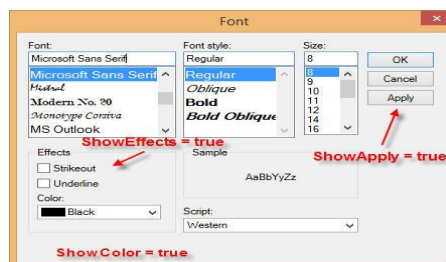 Font
Font: Font style: Size:
Microsoft Sans Serif Regular 8 OK
Microsoft Sans Serif Regular 8 Cancel
Mistral Oblique 9 Apply
Modern No. 20 Bold 10
Monotype Corsiva Bold Oblique 11
MS Outlook 12
14
16
ShowEffects = true
ShowApply = true
Effects Sample
Strikeout
Underline AaBbYyZz
Color:
Black Script:
Western
ShowColor = true